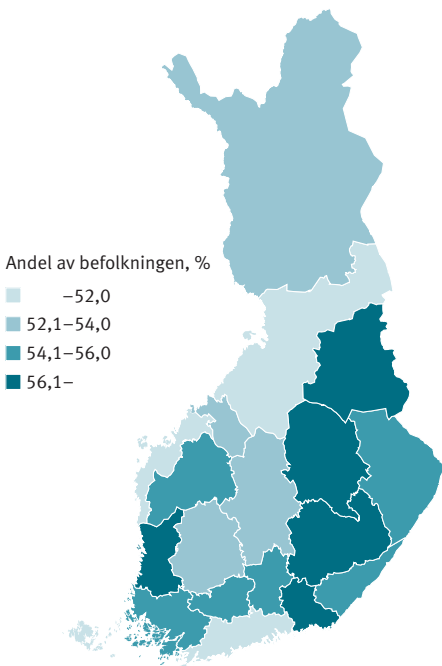 Andel av befolkningen, %
–52,0
52,1–54,0
54,1–56,0
56,1–